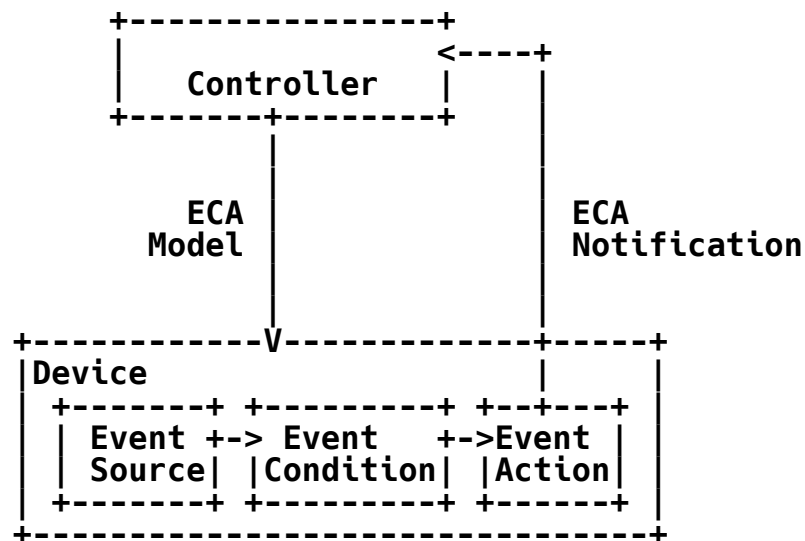 Controller
ECA
Model
ECA
Notification
Device
Event
Source
Event
Condition
Event
Action